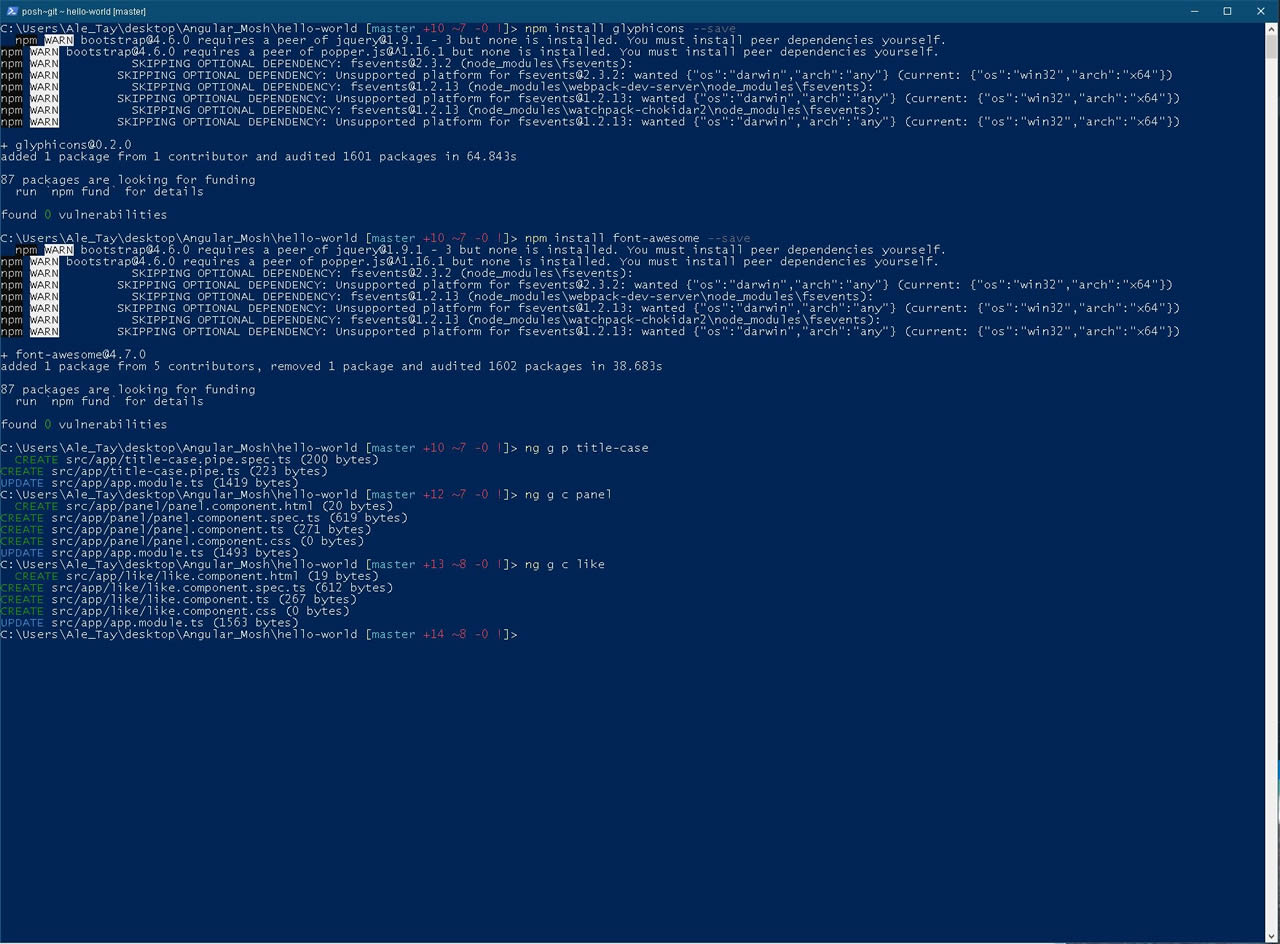 posh~git ~ hello-world [master]
C:\Users\Ale_Tay\desktop\Angular_Mosh\hello-world [master +10 ~7 -0 !]> npm install glyphicons --save
npm WARN bootstrap@4.6.0 requires a peer of jquery@1.9.1 - 3 but none is installed. You must install peer dependencies yourself.
npm WARN bootstrap@4.6.0 requires a peer of popper.js@^1.16.1 but none is installed. You must install peer dependencies yourself.
npm WARN SKIPPING OPTIONAL DEPENDENCY: fsevents@2.3.2 (node_modules\fsevents):
npm WARN SKIPPING OPTIONAL DEPENDENCY: Unsupported platform for fsevents@2.3.2: wanted {"os":"darwin","arch":"any"} (current: {"os":"win32","arch":"x64"})
npm WARN SKIPPING OPTIONAL DEPENDENCY: fsevents@1.2.13 (node_modules\webpack-dev-server\node_modules\fsevents):
npm WARN SKIPPING OPTIONAL DEPENDENCY: Unsupported platform for fsevents@1.2.13: wanted {"os":"darwin","arch":"any"} (current: {"os":"win32","arch":"x64"})
npm WARN SKIPPING OPTIONAL DEPENDENCY: fsevents@1.2.13 (node_modules\watchpack-chokidar2\node_modules\fsevents):
npm WARN SKIPPING OPTIONAL DEPENDENCY: Unsupported platform for fsevents@1.2.13: wanted {"os":"darwin","arch":"any"} (current: {"os":"win32","arch":"x64"})
+ glyphicons@0.2.0
added 1 package from 1 contributor and audited 1601 packages in 64.843s
87 packages are looking for funding
run `npm fund` for details
found 0 vulnerabilities
C:\Users\Ale_Tay\desktop\Angular_Mosh\hello-world [master +10 ~7 -0 !]> npm install font-awesome --save
npm WARN bootstrap@4.6.0 requires a peer of jquery@1.9.1 - 3 but none is installed. You must install peer dependencies yourself.
npm WARN bootstrap@4.6.0 requires a peer of popper.js@^1.16.1 but none is installed. You must install peer dependencies yourself.
npm WARN SKIPPING OPTIONAL DEPENDENCY: fsevents@2.3.2 (node_modules\fsevents):
npm WARN SKIPPING OPTIONAL DEPENDENCY: Unsupported platform for fsevents@2.3.2: wanted {"os":"darwin","arch":"any"} (current: {"os":"win32","arch":"x64"})
npm WARN SKIPPING OPTIONAL DEPENDENCY: fsevents@1.2.13 (node_modules\webpack-dev-server\node_modules\fsevents):
npm WARN SKIPPING OPTIONAL DEPENDENCY: Unsupported platform for fsevents@1.2.13: wanted {"os":"darwin","arch":"any"} (current: {"os":"win32","arch":"x64"})
npm WARN SKIPPING OPTIONAL DEPENDENCY: fsevents@1.2.13 (node_modules\watchpack-chokidar2\node_modules\fsevents):
npm WARN SKIPPING OPTIONAL DEPENDENCY: Unsupported platform for fsevents@1.2.13: wanted {"os":"darwin","arch":"any"} (current: {"os":"win32","arch":"x64"})
+ font-awesome@4.7.0
added 1 package from 5 contributors, removed 1 package and audited 1602 packages in 38.683s
87 packages are looking for funding
run `npm fund` for details
found 0 vulnerabilities
C:\Users\Ale_Tay\desktop\Angular_Mosh\hello-world [master +10 ~7 -0 !]> ng g p title-case
CREATE src/app/title-case.pipe.spec.ts (200 bytes)
CREATE src/app/title-case.pipe.ts (223 bytes)
UPDATE src/app/app.module.ts (1419 bytes)
C:\Users\Ale_Tay\desktop\Angular_Mosh\hello-world [master +12 ~7 -0 !]> ng g c panel
CREATE src/app/panel/panel.component.html (20 bytes)
CREATE src/app/panel/panel.component.spec.ts (619 bytes)
CREATE src/app/panel/panel.component.ts (271 bytes)
CREATE src/app/panel/panel.component.css (0 bytes)
UPDATE src/app/app.module.ts (1493 bytes)
C:\Users\Ale_Tay\desktop\Angular_Mosh\hello-world [master +13 ~8 -0 !]> ng g c like
CREATE src/app/like/like.component.html (19 bytes)
CREATE src/app/like/like.component.spec.ts (612 bytes)
CREATE src/app/like/like.component.ts (267 bytes)
CREATE src/app/like/like.component.css (0 bytes)
UPDATE src/app/app.module.ts (1563 bytes)
C:\Users\Ale_Tay\desktop\Angular_Mosh\hello-world [master +14 ~8 -0 !]>